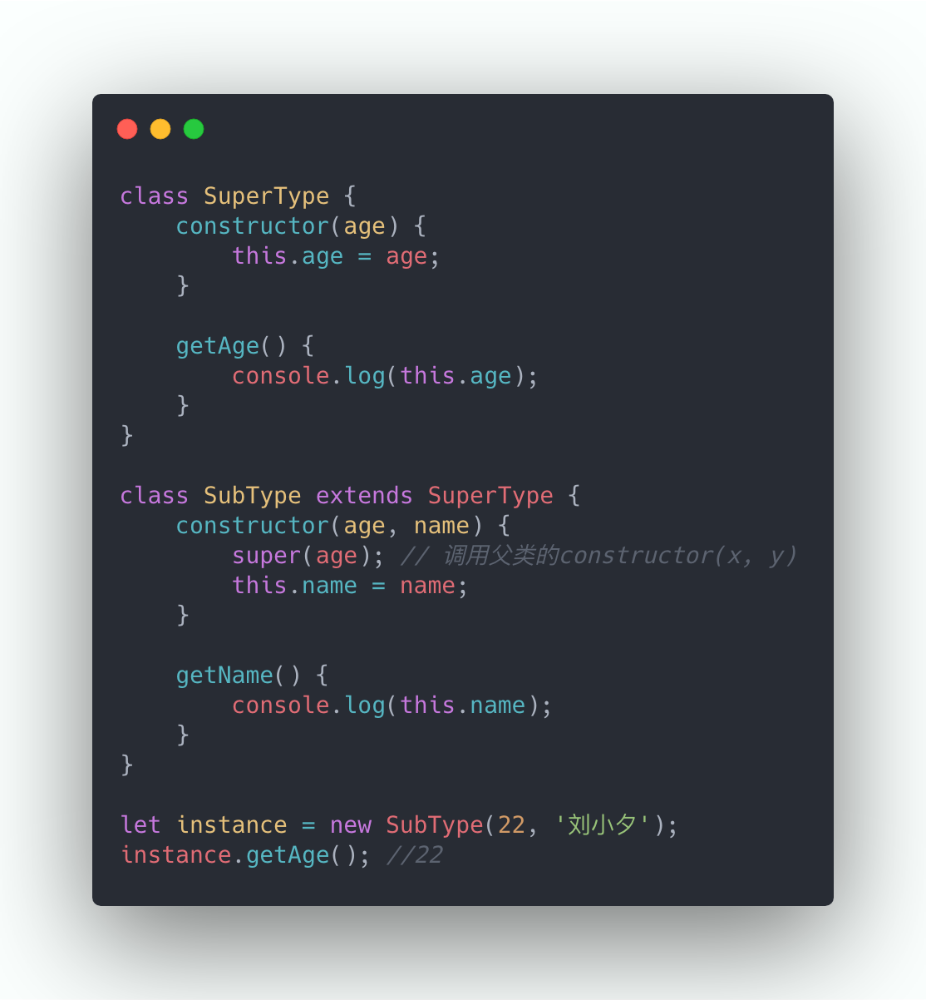 class SuperType {
    constructor(age) {
        this.age = age;
    }

    getAge() {
        console.log(this.age);
    }
}

class SubType extends SuperType {
    constructor(age, name) {
        super(age); // 调用父类的constructor(x, y)
        this.name = name;
    }

    getName() {
        console.log(this.name);
    }
}

let instance = new SubType(22, '刘小夕');
instance.getAge(); //22